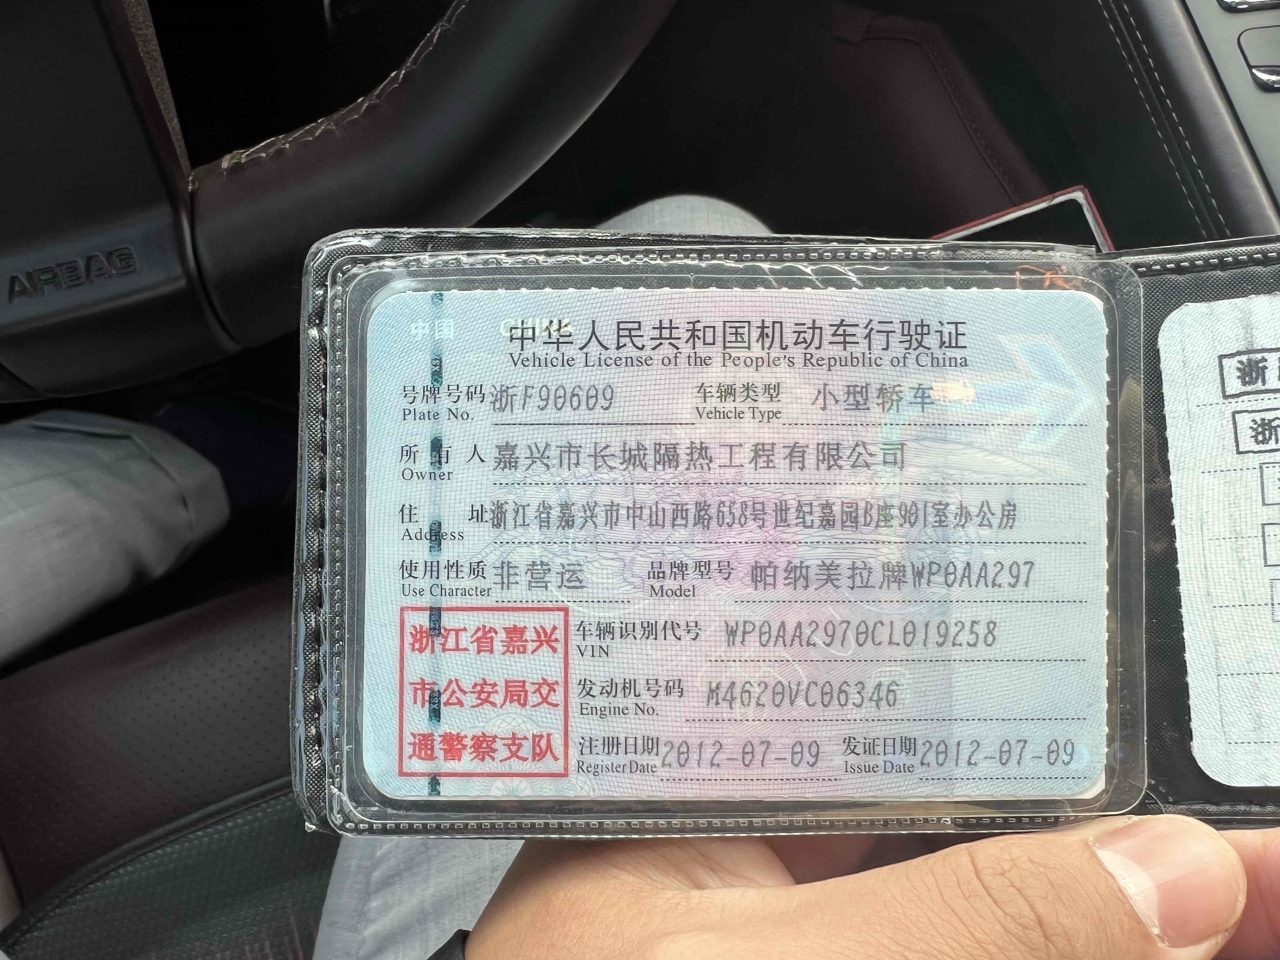 AIRBAG
中国 CHINA
中华人民共和国机动车行驶证
Vehicle License of the People's Republic of China
号牌号码 浙F90609 车辆类型 小型轿车
Plate No. Vehicle Type
所有人 嘉兴市长城隔热工程有限公司
Owner
住址 浙江省嘉兴市中山西路658号世纪嘉园B座901室办公房
Address
使用性质 非营运 品牌型号 帕纳美拉牌WP0AA297
Use Character Model
浙江省嘉兴
市公安局交
通警察支队
车辆识别代号 WP0AA2970CL019258
VIN
发动机号码 M4620VC06346
Engine No.
注册日期 2012-07-09 发证日期 2012-07-09
Register Date Issue Date
浙
浙